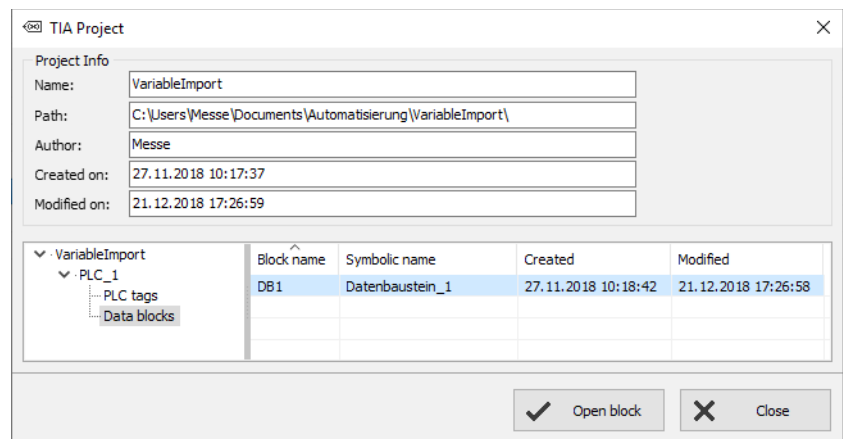 TIA Project
Project Info
Name: VariableImport
Path: C:\Users\Messe\Documents\Automatisierung\VariableImport\
Author: Messe
Created on: 27.11.2018 10:17:37
Modified on: 21.12.2018 17:26:59
VariableImport
PLC_1
PLC tags
Data blocks
Block name Symbolic name Created Modified
DB1 Datenbaustein_1 27.11.2018 10:18:42 21.12.2018 17:26:58
Open block Close